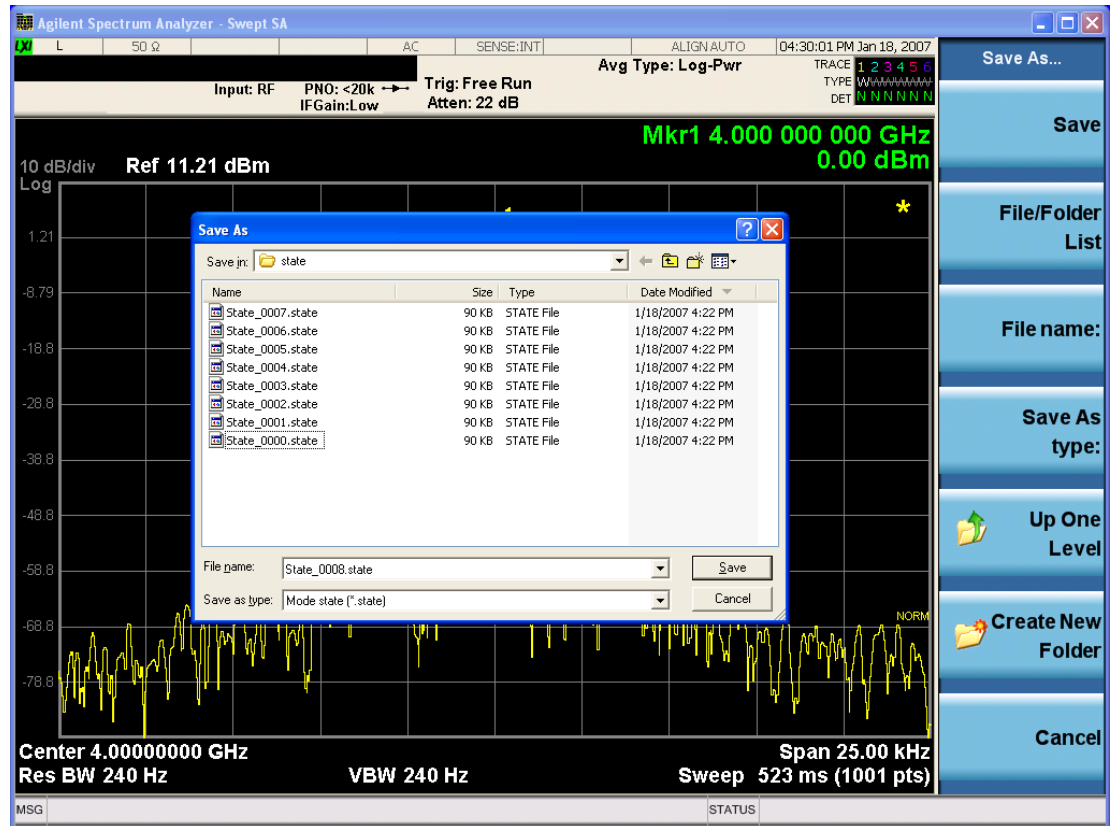 Agilent Spectrum Analyzer - Swept SA
LXI L 50 Ω AC SENSE:INT ALIGN AUTO 04:30:01 PM Jan 18, 2007
Input: RF PNO: <20k IFGain:Low
Trig: Free Run
Atten: 22 dB
Avg Type: Log-Pwr
TRACE 1 2 3 4 5 6
TYPE WWWWWW
DET N N N N N N
Mkr1 4.000 000 000 GHz
0.00 dBm
10 dB/div Ref 11.21 dBm
Log
1.21
-8.79
-18.8
-28.8
-38.8
-48.8
-58.8
-68.8
-78.8
NORM
Save As
Save in: state
Name Size Type Date Modified
State_0007.state 90 KB STATE File 1/18/2007 4:22 PM
State_0006.state 90 KB STATE File 1/18/2007 4:22 PM
State_0005.state 90 KB STATE File 1/18/2007 4:22 PM
State_0004.state 90 KB STATE File 1/18/2007 4:22 PM
State_0003.state 90 KB STATE File 1/18/2007 4:22 PM
State_0002.state 90 KB STATE File 1/18/2007 4:22 PM
State_0001.state 90 KB STATE File 1/18/2007 4:22 PM
State_0000.state 90 KB STATE File 1/18/2007 4:22 PM
File name: State_0008.state Save
Save as type: Mode state (*.state) Cancel
Center 4.00000000 GHz Span 25.00 kHz
Res BW 240 Hz VBW 240 Hz Sweep 523 ms (1001 pts)
MSG STATUS
Save As...
Save
File/Folder
List
File name:
Save As
type:
Up One
Level
Create New
Folder
Cancel